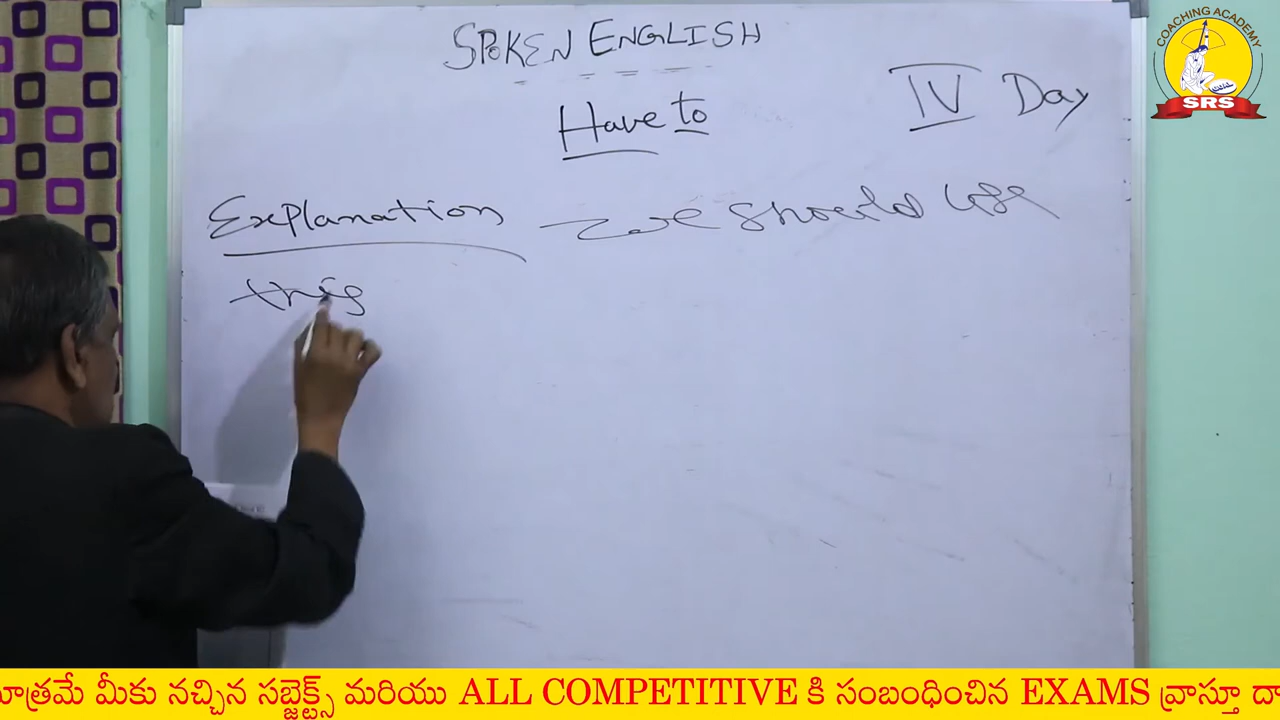 SPOKEN ENGLISH
Have to
IV Day
Explanation We should use
this
COACHING ACADEMY
SRS
మాత్రమే మీకు నచ్చిన సబ్జెక్ట్స్ మరియు ALL COMPETITIVE కి సంబంధించిన EXAMS వ్రాస్తూ